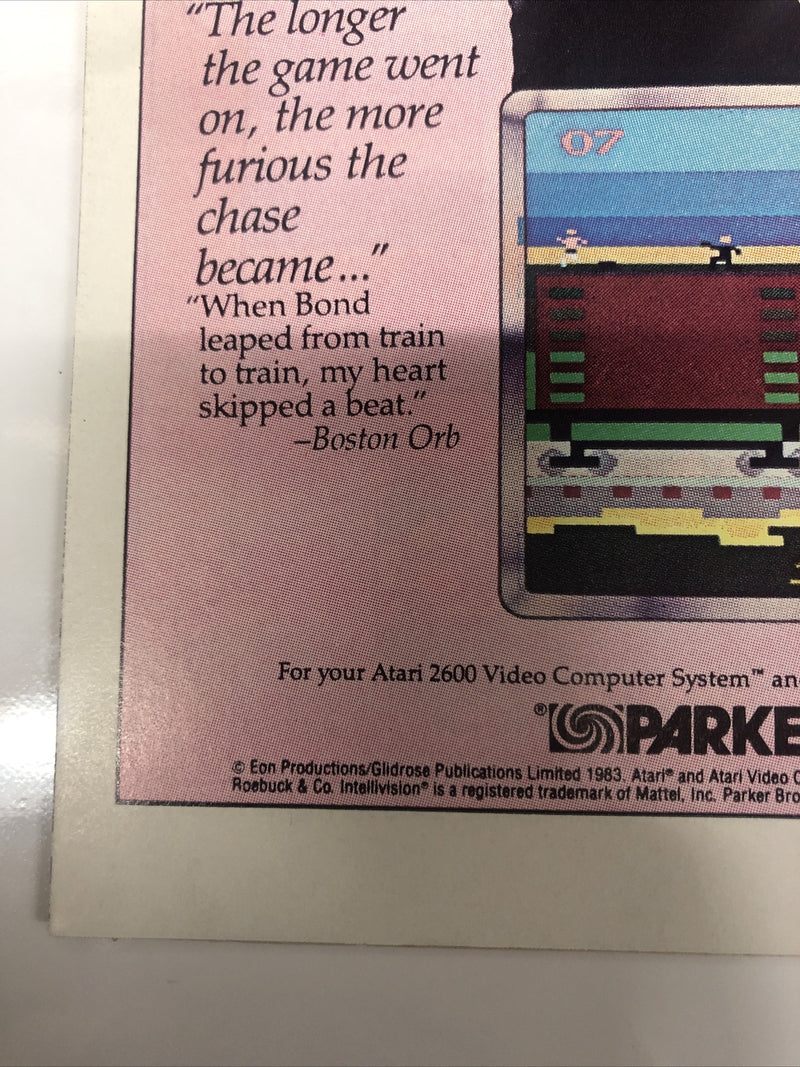 “The longer
the game went
on, the more
furious the
chase
became...”
“When Bond
leaped from train
to train, my heart
skipped a beat.”
–Boston Orb
07
For your Atari 2600 Video Computer System™ an
®PARKE
© Eon Productions/Glidrose Publications Limited 1983. Atari® and Atari Video C
Roebuck & Co. Intellivision® is a registered trademark of Mattel, Inc. Parker Bro